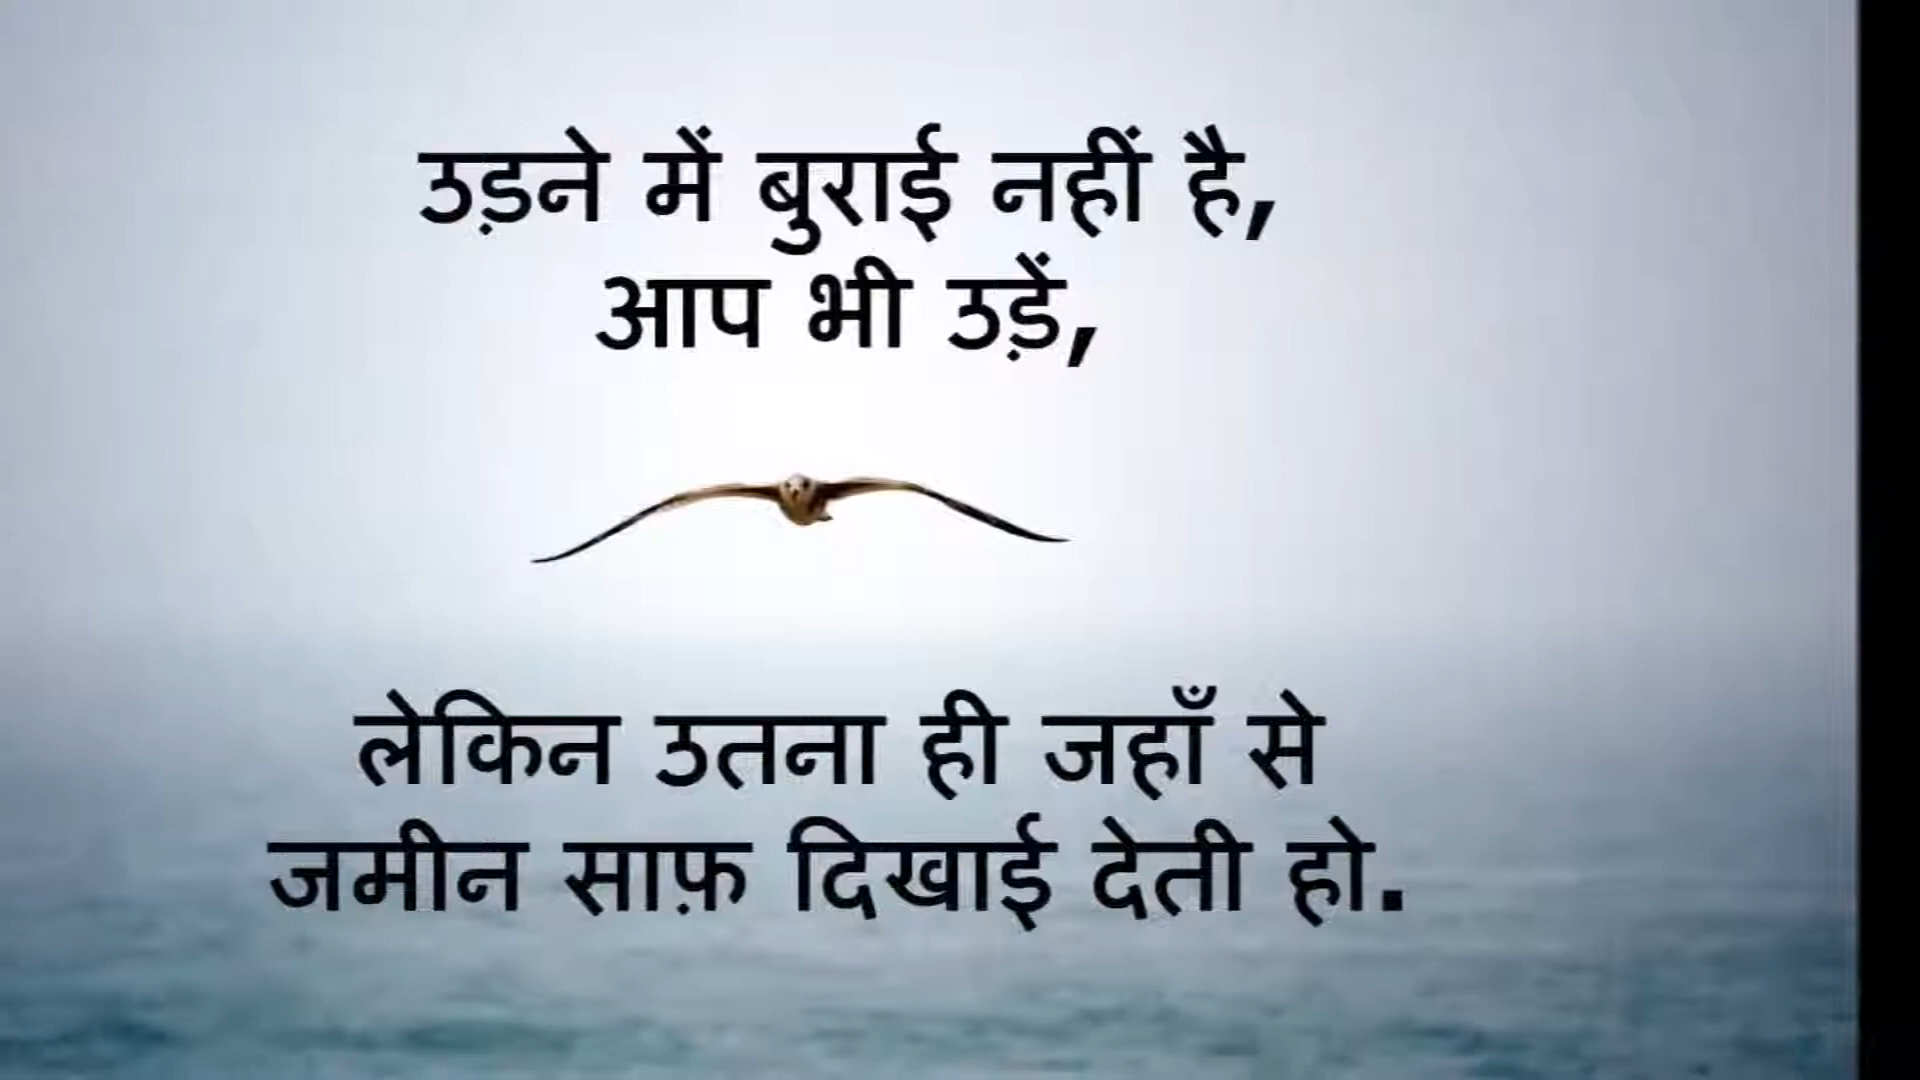 उड़ने में बुराई नहीं है,
आप भी उड़ें,
लेकिन उतना ही जहाँ से
जमीन साफ़ दिखाई देती हो.